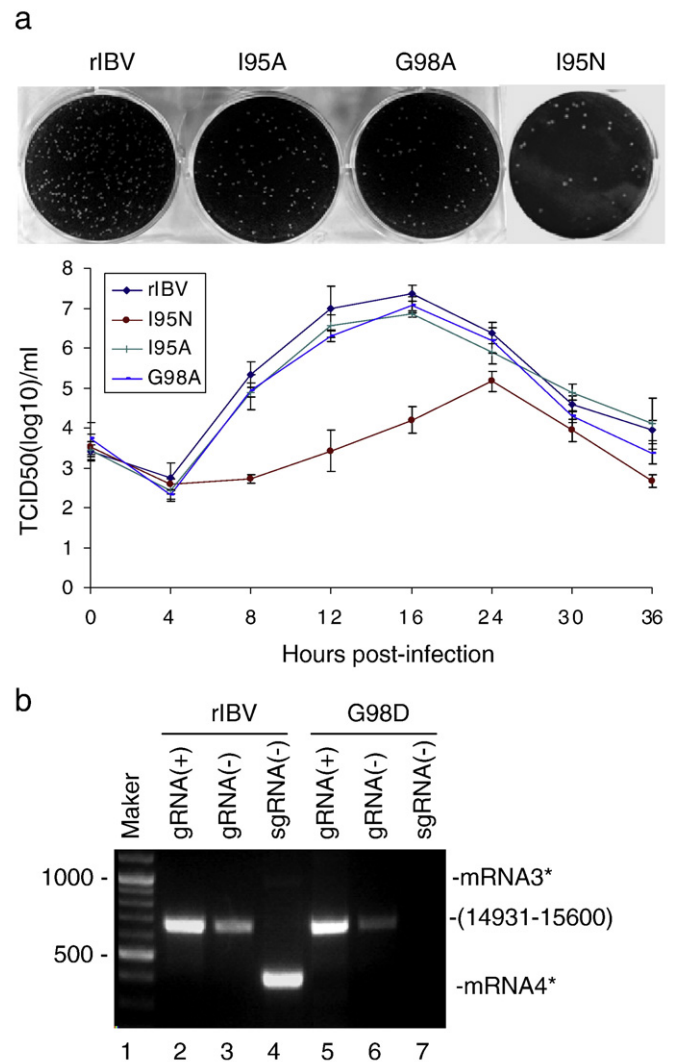 a
rIBV I95A G98A I95N
8
7
6
5
4
3
2
1
0
TCID50(log10)/ml
rIBV
I95N
I95A
G98A
0 4 8 12 16 24 30 36
Hours post-infection
b
rIBV G98D
Maker gRNA(+) gRNA(-) sgRNA(-) gRNA(+) gRNA(-) sgRNA(-)
1000 - -mRNA3*
-(14931-15600)
500 -
-mRNA4*
1 2 3 4 5 6 7